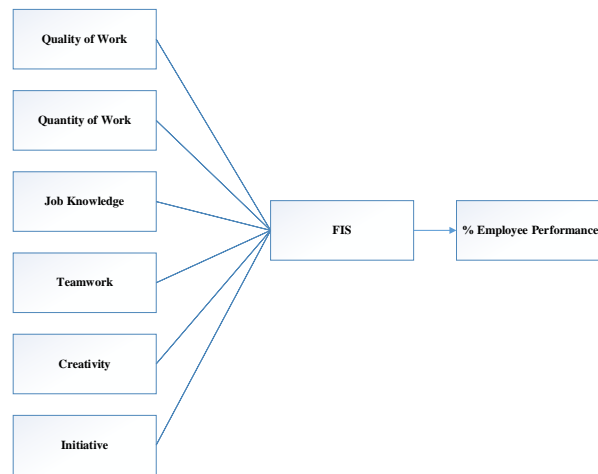 Quality of Work
Quantity of Work
Job Knowledge
Teamwork
Creativity
Initiative
FIS
% Employee Performance